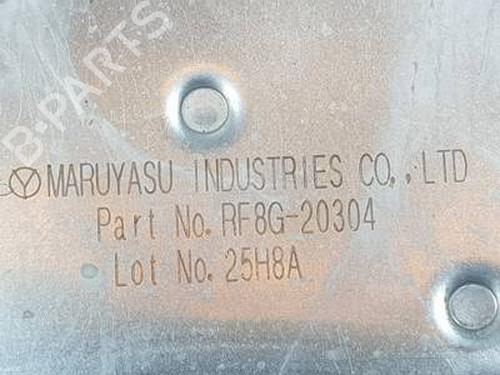 B-PARTS
MARUYASU INDUSTRIES CO,.LTD
Part No. RF8G-20304
Lot No. 25H8A